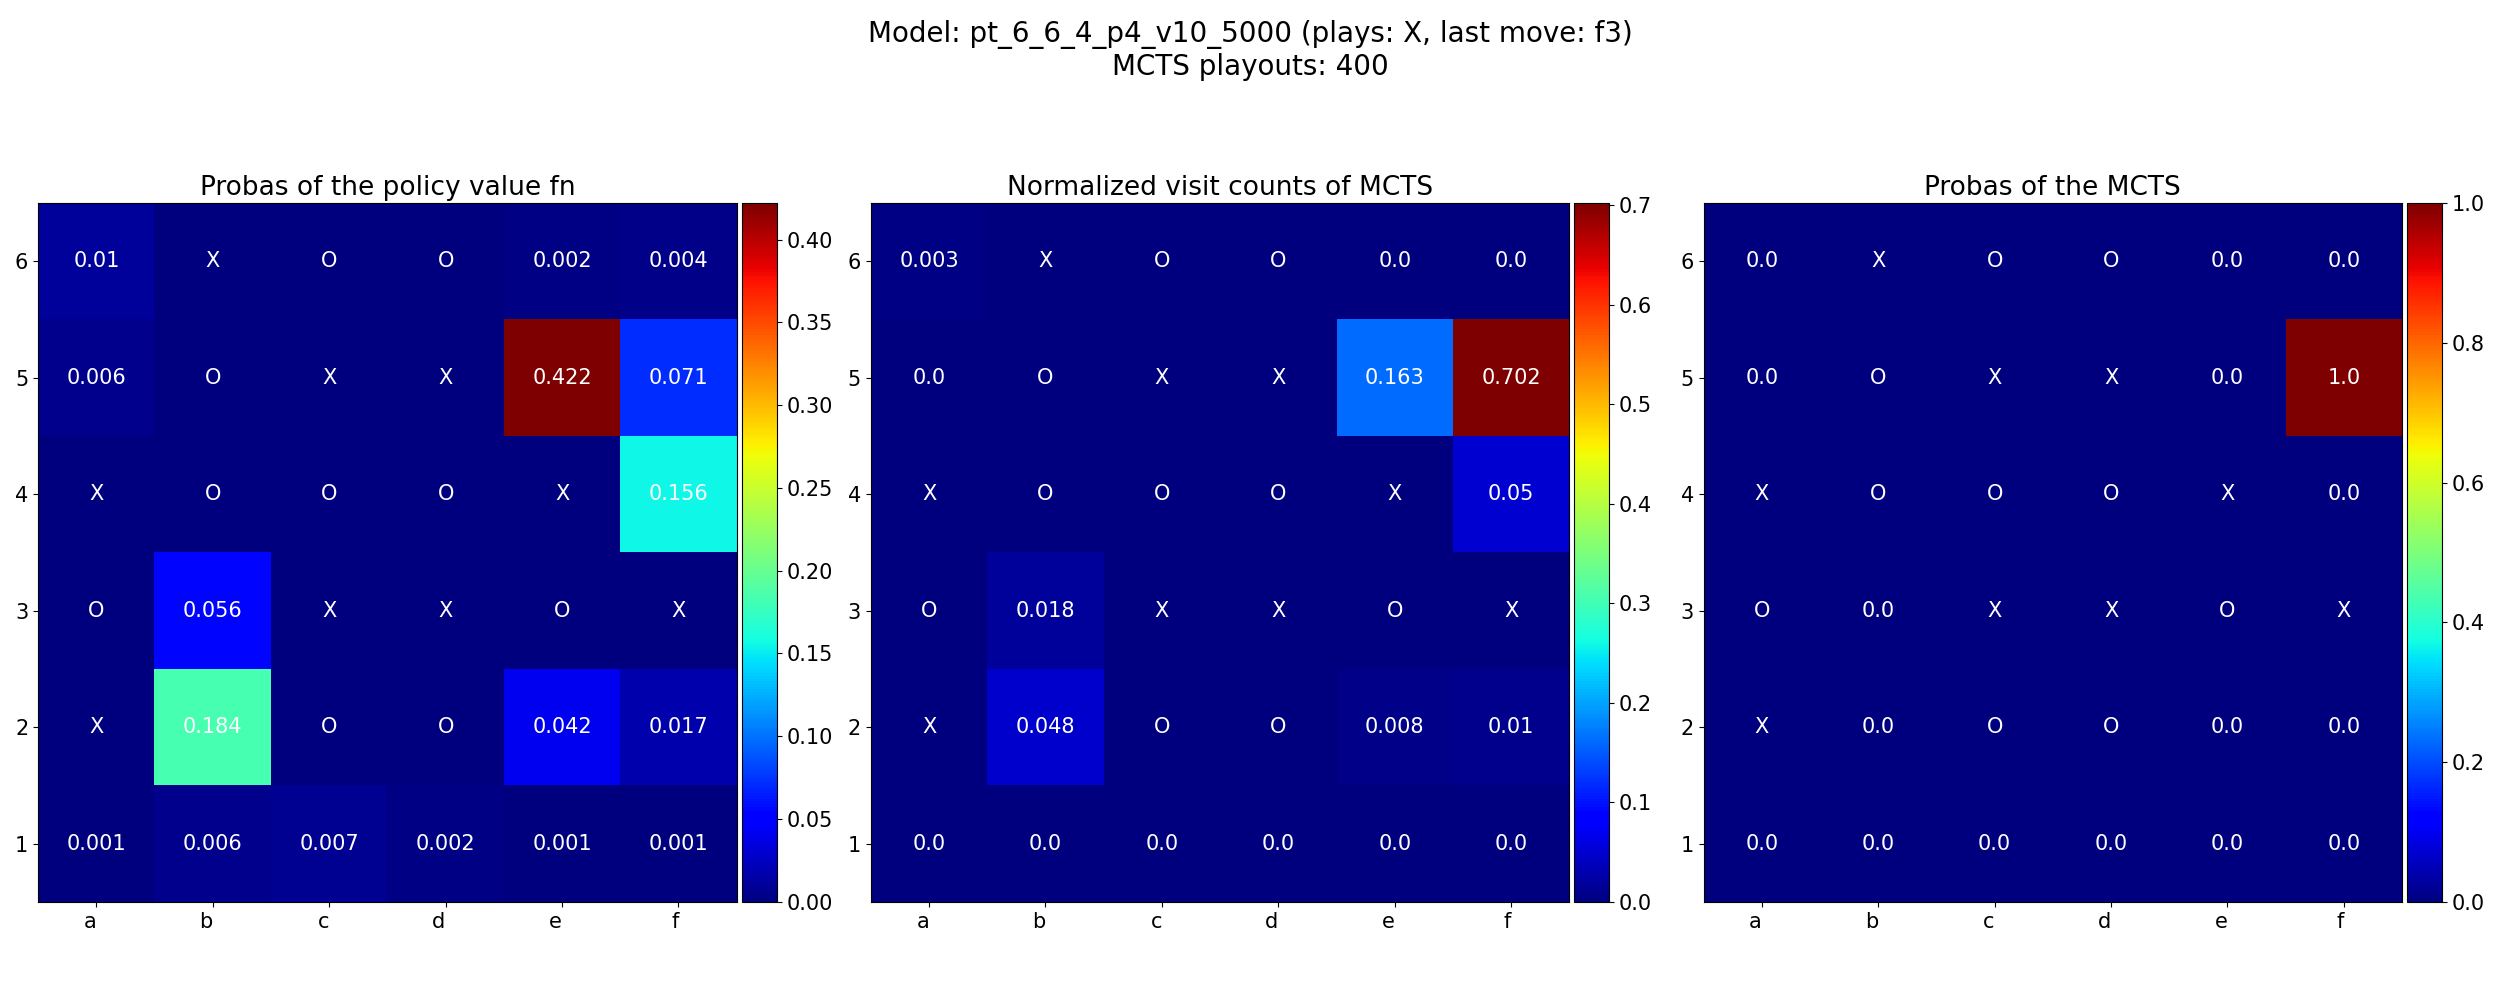 Model: pt_6_6_4_p4_v10_5000 (plays: X, last move: f3)
MCTS playouts: 400
Probas of the policy value fn
6 0.01 X O O 0.002 0.004
5 0.006 O X X 0.422 0.071
4 X O O O X 0.156
3 O 0.056 X X O X
2 X 0.184 O O 0.042 0.017
1 0.001 0.006 0.007 0.002 0.001 0.001
a b c d e f
0.40
0.35
0.30
0.25
0.20
0.15
0.10
0.05
0.00
Normalized visit counts of MCTS
6 0.003 X O O 0.0 0.0
5 0.0 O X X 0.163 0.702
4 X O O O X 0.05
3 O 0.018 X X O X
2 X 0.048 O O 0.008 0.01
1 0.0 0.0 0.0 0.0 0.0 0.0
a b c d e f
0.7
0.6
0.5
0.4
0.3
0.2
0.1
0.0
Probas of the MCTS
6 0.0 X O O 0.0 0.0
5 0.0 O X X 0.0 1.0
4 X O O O X 0.0
3 O 0.0 X X O X
2 X 0.0 O O 0.0 0.0
1 0.0 0.0 0.0 0.0 0.0 0.0
a b c d e f
1.0
0.8
0.6
0.4
0.2
0.0